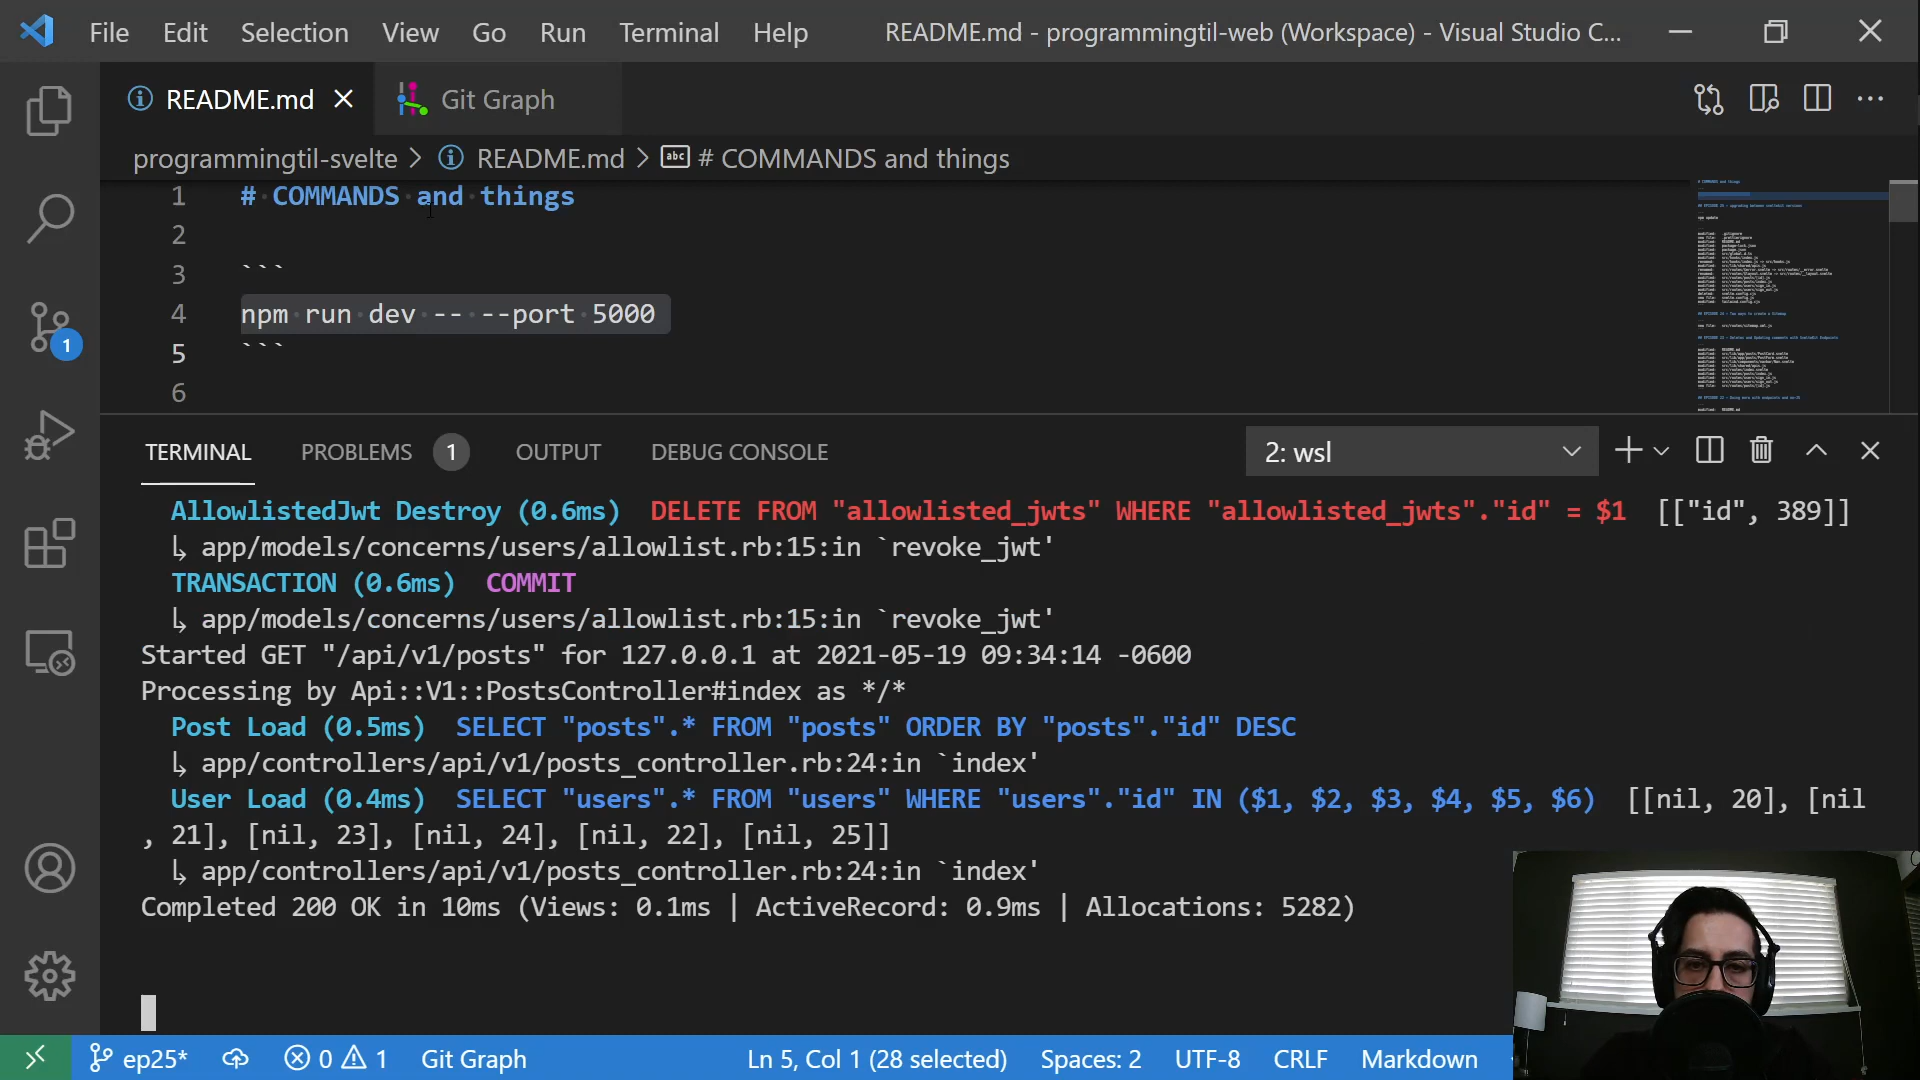 File Edit Selection View Go Run Terminal Help README.md - programmingtil-web (Workspace) - Visual Studio C...
README.md Git Graph
programmingtil-svelte > README.md > # COMMANDS and things
1 # COMMANDS and things
2
3 ```
4 npm run dev -- --port 5000
5 ```
6
TERMINAL PROBLEMS 1 OUTPUT DEBUG CONSOLE 2: wsl
AllowlistedJwt Destroy (0.6ms) DELETE FROM "allowlisted_jwts" WHERE "allowlisted_jwts"."id" = $1 [["id", 389]]
↳ app/models/concerns/users/allowlist.rb:15:in `revoke_jwt'
TRANSACTION (0.6ms) COMMIT
↳ app/models/concerns/users/allowlist.rb:15:in `revoke_jwt'
Started GET "/api/v1/posts" for 127.0.0.1 at 2021-05-19 09:34:14 -0600
Processing by Api::V1::PostsController#index as */*
Post Load (0.5ms) SELECT "posts".* FROM "posts" ORDER BY "posts"."id" DESC
↳ app/controllers/api/v1/posts_controller.rb:24:in `index'
User Load (0.4ms) SELECT "users".* FROM "users" WHERE "users"."id" IN ($1, $2, $3, $4, $5, $6) [[nil, 20], [nil
, 21], [nil, 23], [nil, 24], [nil, 22], [nil, 25]]
↳ app/controllers/api/v1/posts_controller.rb:24:in `index'
Completed 200 OK in 10ms (Views: 0.1ms | ActiveRecord: 0.9ms | Allocations: 5282)
1
ep25* 0 1 Git Graph Ln 5, Col 1 (28 selected) Spaces: 2 UTF-8 CRLF Markdown